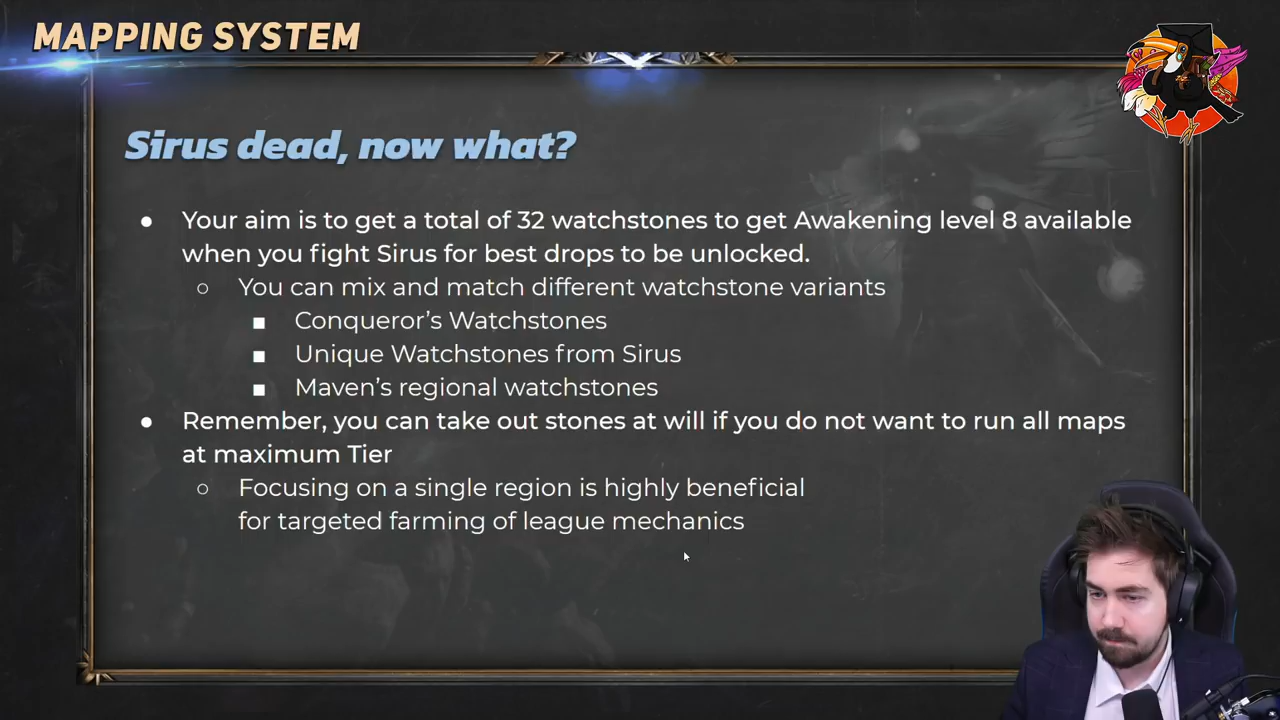 MAPPING SYSTEM
Sirus dead, now what?
● Your aim is to get a total of 32 watchstones to get Awakening level 8 available
when you fight Sirus for best drops to be unlocked.
○ You can mix and match different watchstone variants
■ Conqueror's Watchstones
■ Unique Watchstones from Sirus
■ Maven's regional watchstones
● Remember, you can take out stones at will if you do not want to run all maps
at maximum Tier
○ Focusing on a single region is highly beneficial
for targeted farming of league mechanics